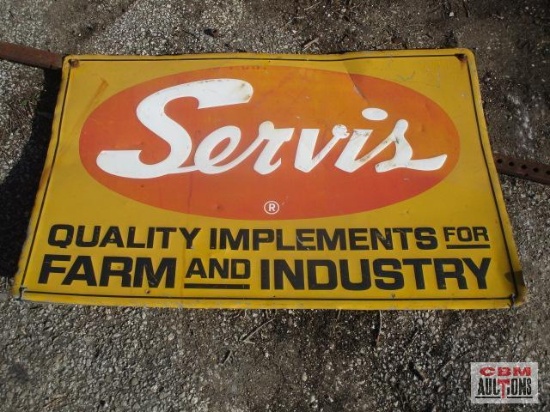 Servis
®
QUALITY IMPLEMENTS FOR
FARM AND INDUSTRY
CBM
AUCTIONS